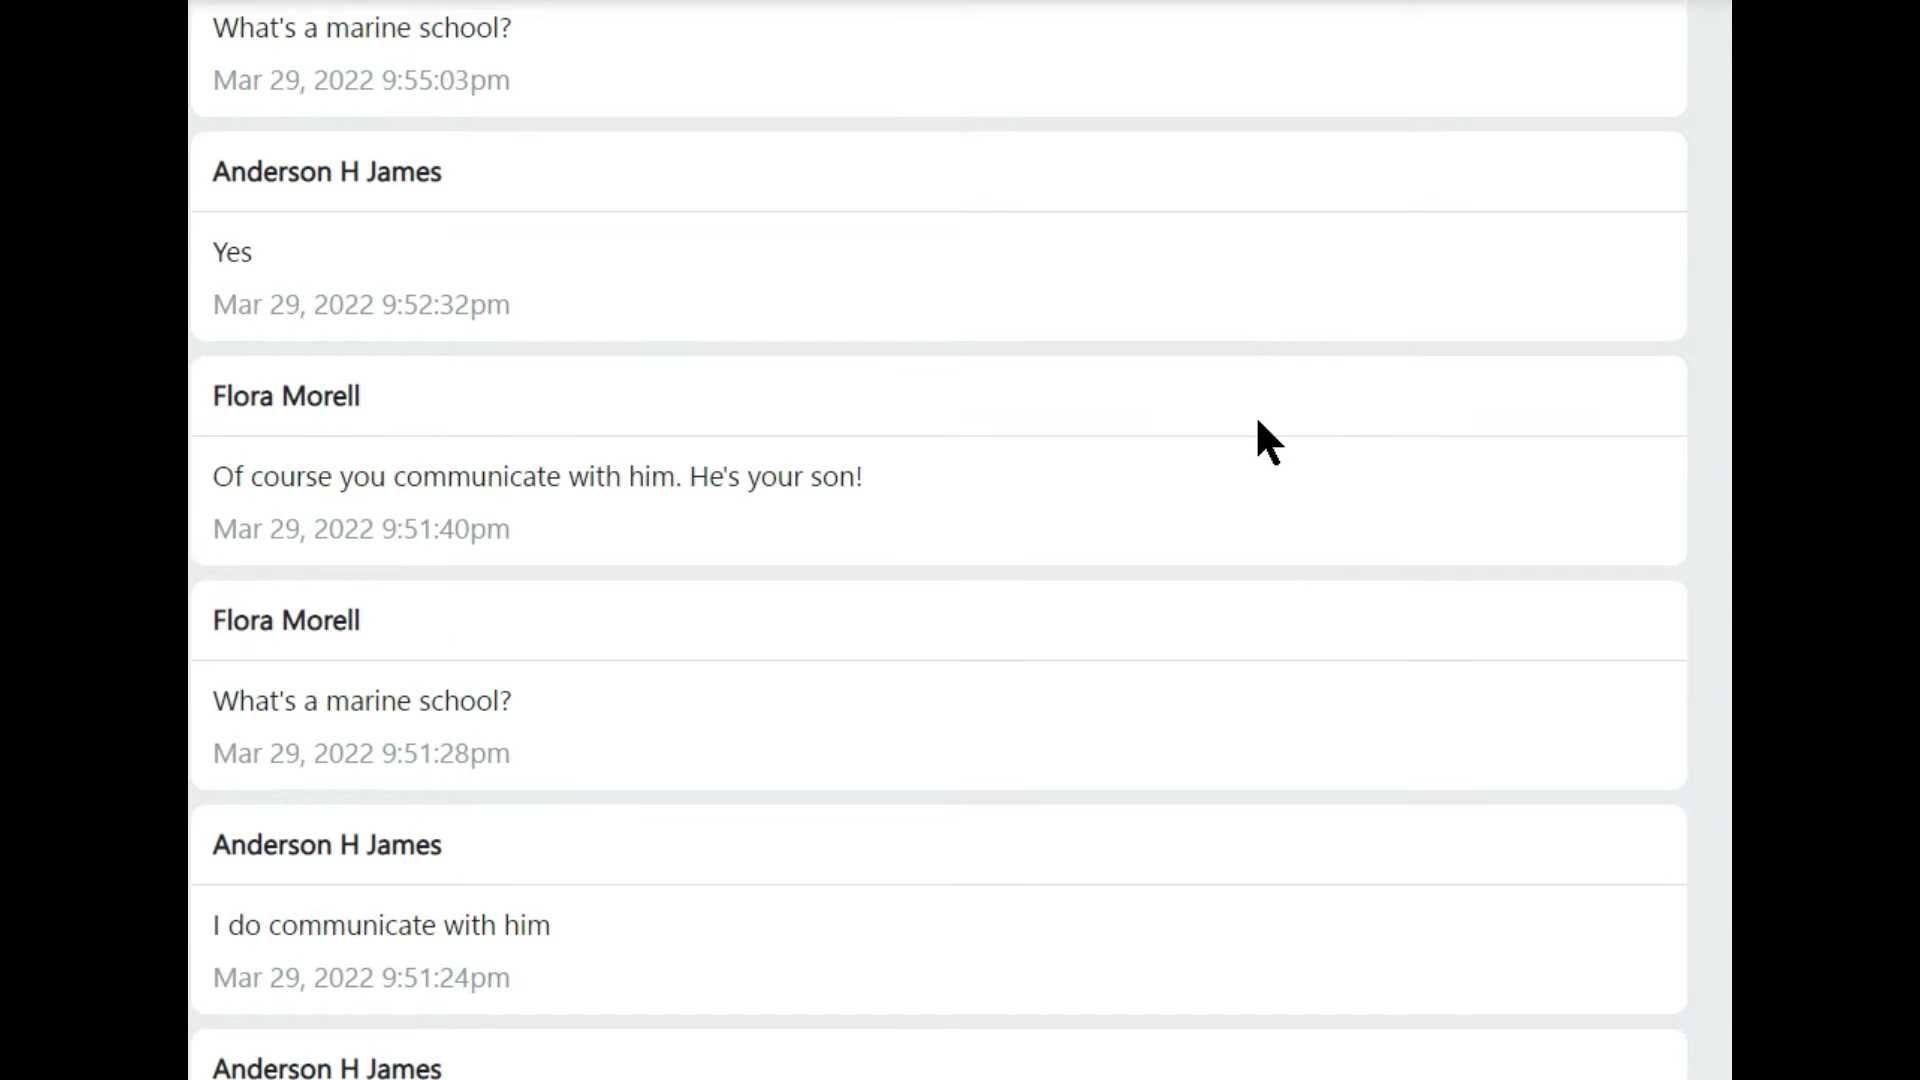 What's a marine school?
Mar 29, 2022 9:55:03pm
Anderson H James
Yes
Mar 29, 2022 9:52:32pm
Flora Morell
Of course you communicate with him. He's your son!
Mar 29, 2022 9:51:40pm
Flora Morell
What's a marine school?
Mar 29, 2022 9:51:28pm
Anderson H James
I do communicate with him
Mar 29, 2022 9:51:24pm
Anderson H James